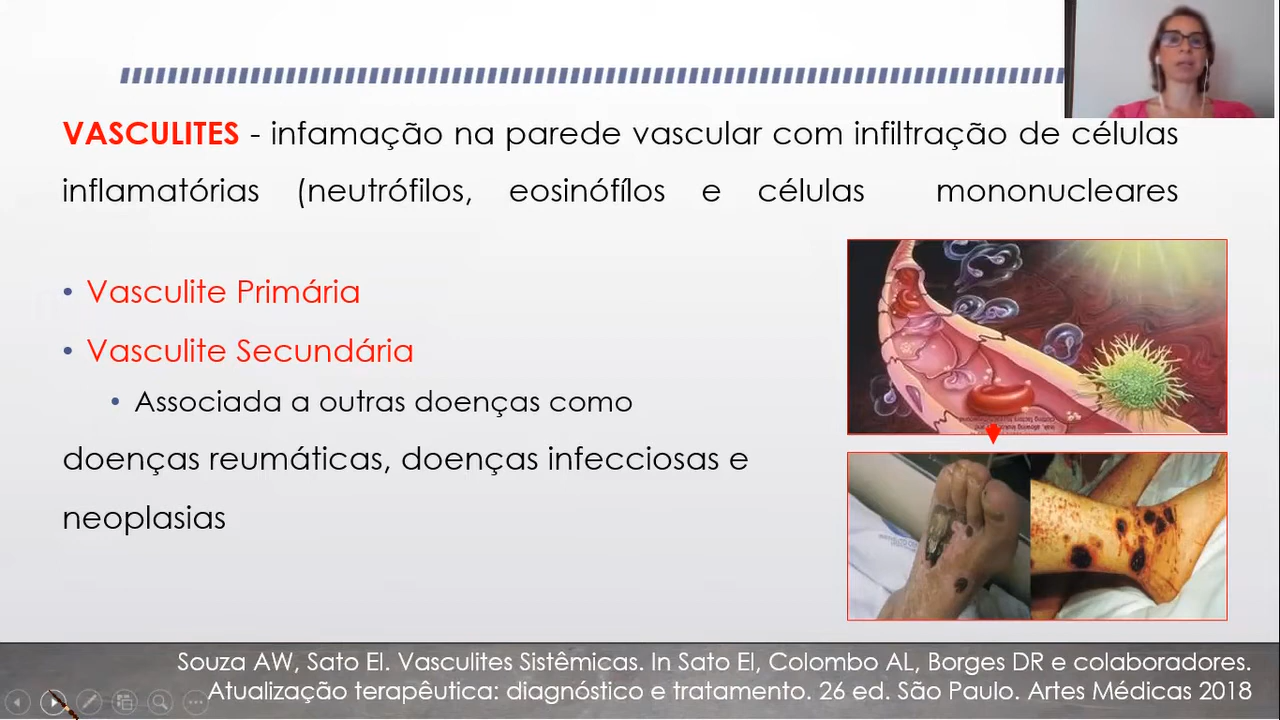 VASCULITES - infamação na parede vascular com infiltração de células
inflamatórias (neutrófilos, eosinófílos e células mononucleares
• Vasculite Primária
• Vasculite Secundária
• Associada a outras doenças como
doenças reumáticas, doenças infecciosas e
neoplasias
Souza AW, Sato EI. Vasculites Sistêmicas. In Sato EI, Colombo AL, Borges DR e colaboradores.
Atualização terapêutica: diagnóstico e tratamento. 26 ed. São Paulo. Artes Médicas 2018